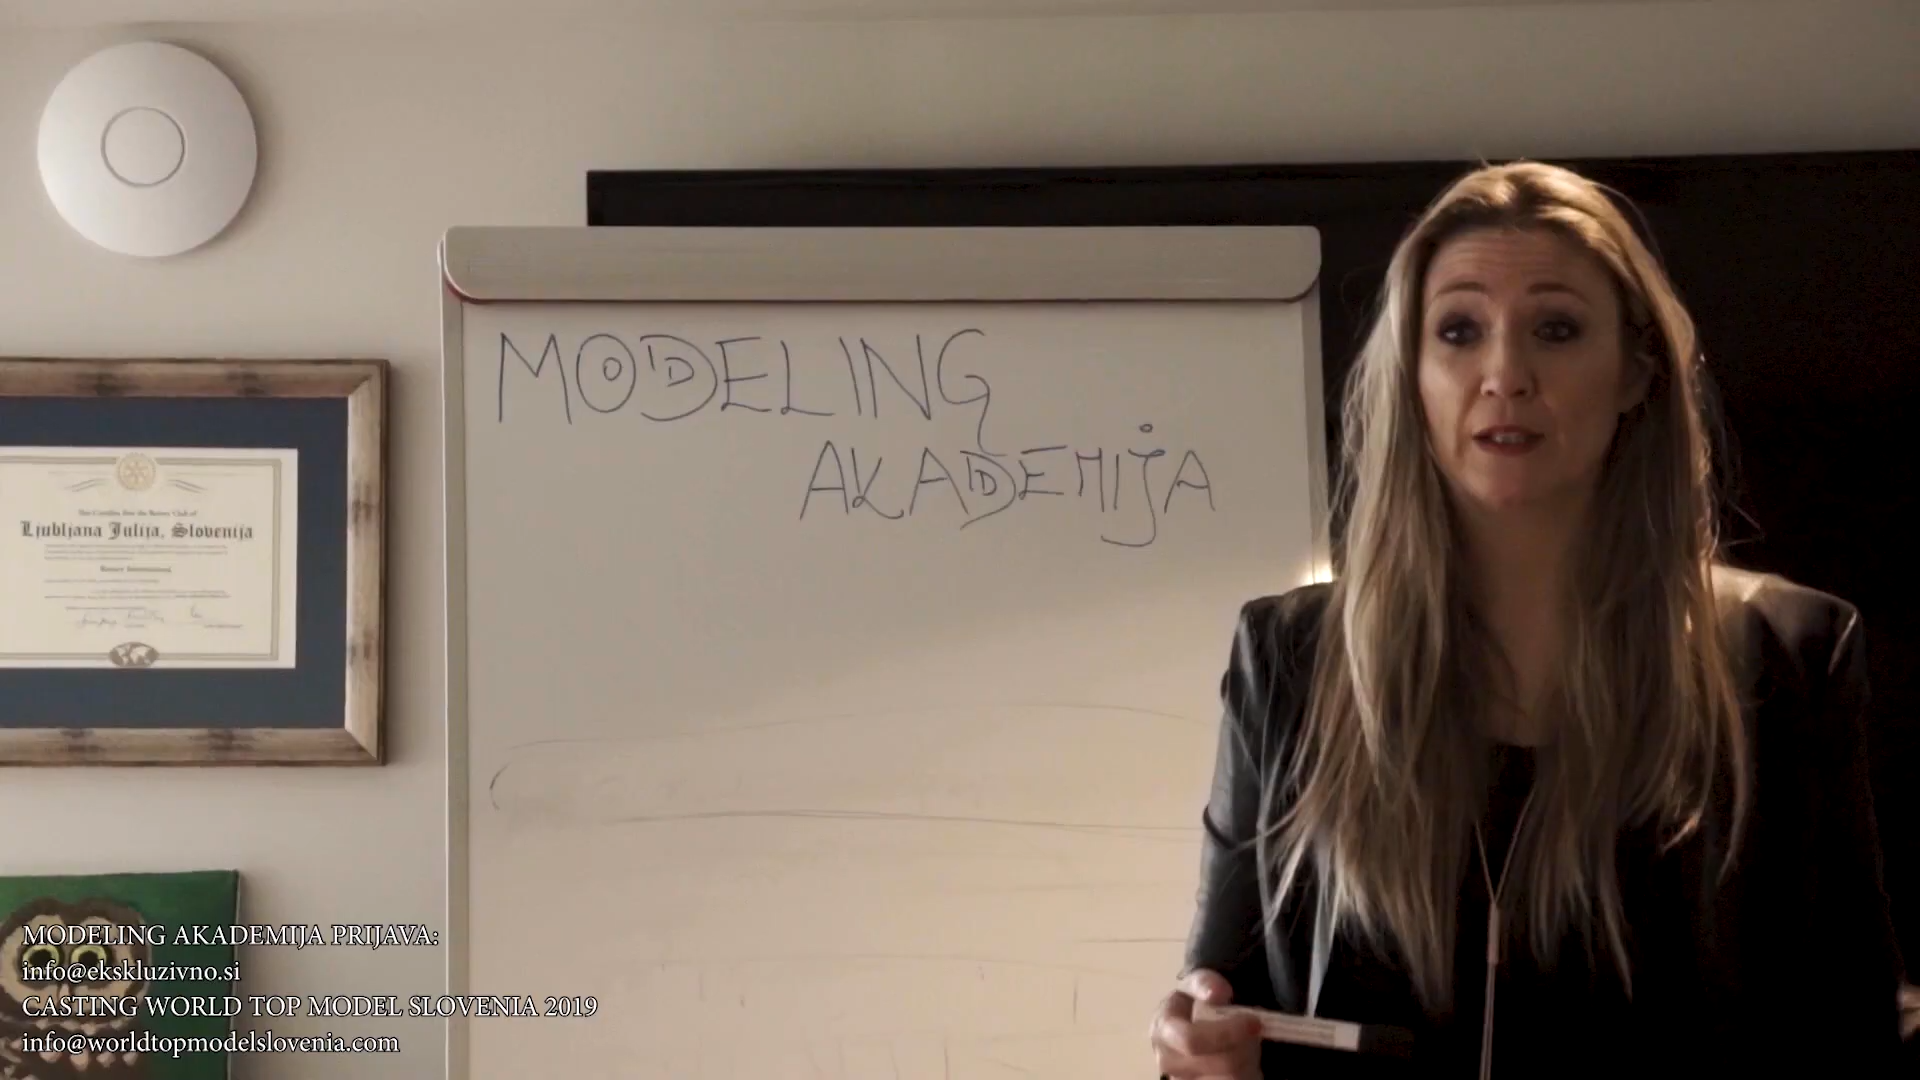 MODELING
AKADEMIJA
Ljubljana Julija, Slovenija
MODELING AKADEMIJA PRIJAVA:
info@ekskluzivno.si
CASTING WORLD TOP MODEL SLOVENIA 2019
info@worldtopmodelslovenia.com